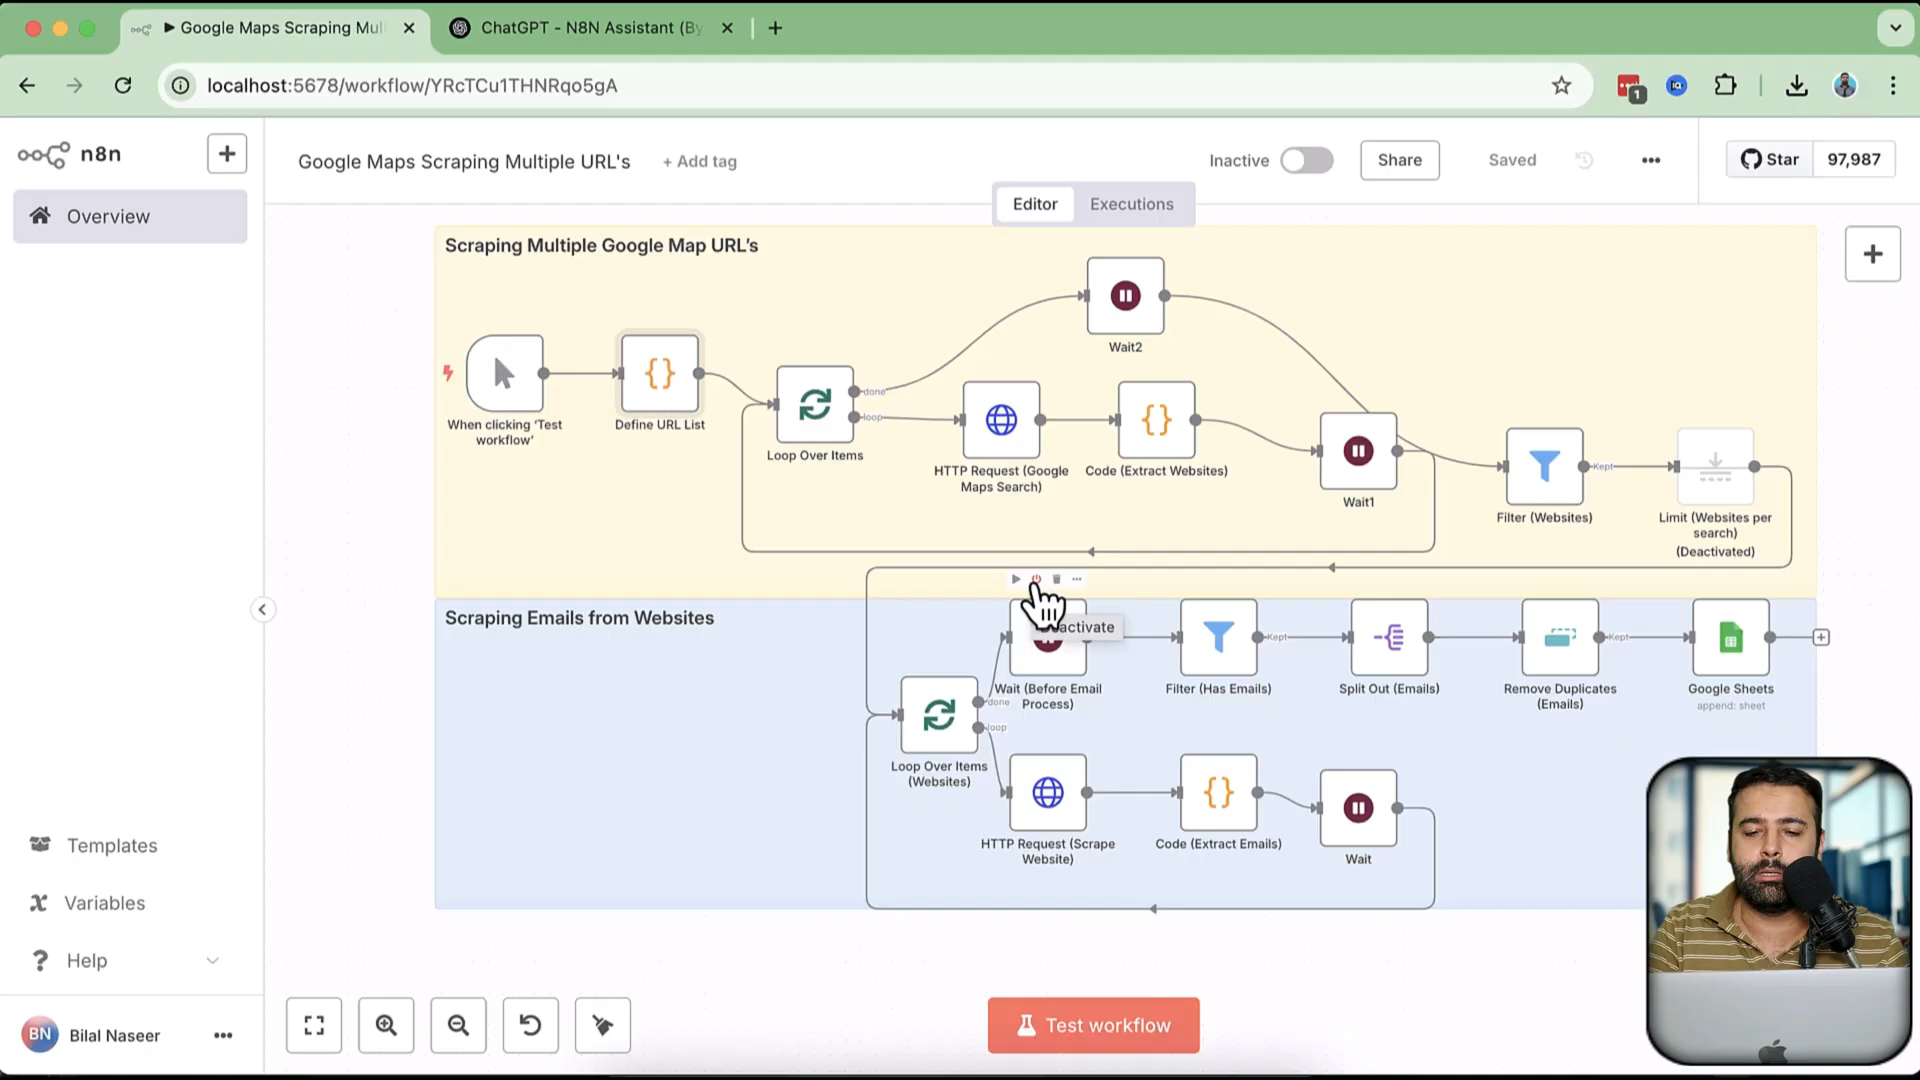 Google Maps Scraping Mul
ChatGPT - N8N Assistant (By
localhost:5678/workflow/YRcTCu1THNRqo5gA
1
n8n
Google Maps Scraping Multiple URL's
+ Add tag
Inactive
Share
Saved
Star
97,987
Editor
Executions
Overview
Scraping Multiple Google Map URL's
Wait2
When clicking 'Test
workflow'
Define URL List
Loop Over Items
done
loop
HTTP Request (Google
Maps Search)
Code (Extract Websites)
Wait1
Filter (Websites)
Kept
Limit (Websites per
search)
(Deactivated)
Scraping Emails from Websites
Wait (Before Email
Process)
Filter (Has Emails)
Kept
Split Out (Emails)
Remove Duplicates
(Emails)
Kept
Google Sheets
append: sheet
Loop Over Items
(Websites)
done
loop
HTTP Request (Scrape
Website)
Code (Extract Emails)
Wait
Templates
Variables
Help
BN
Bilal Naseer
Test workflow